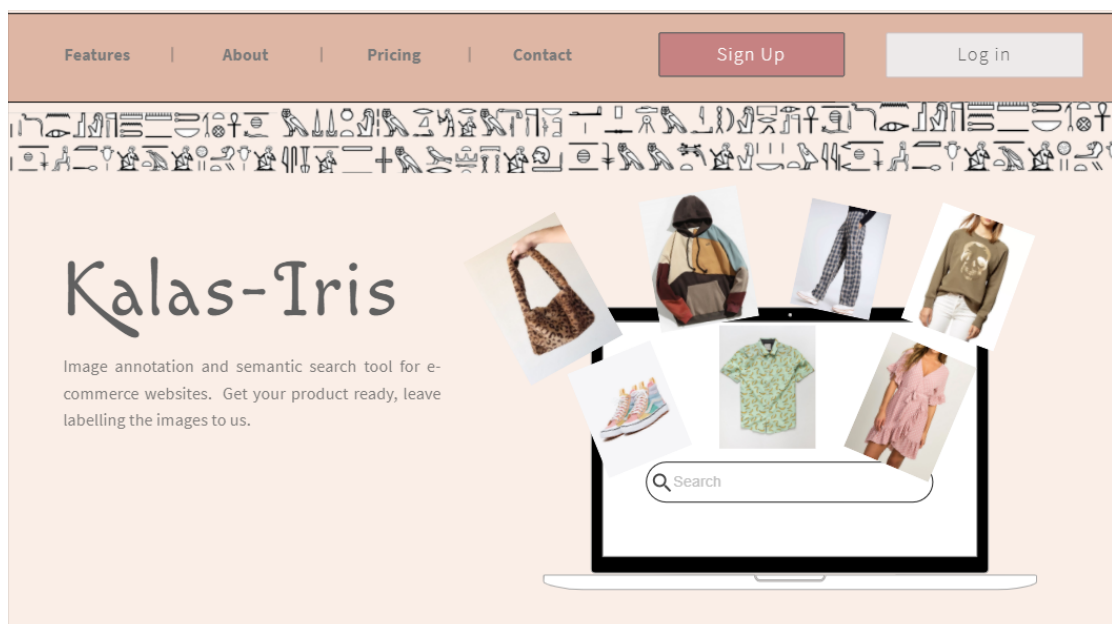 Features | About | Pricing | Contact Sign Up Log in
Kalas-Iris
Image annotation and semantic search tool for e-
commerce websites. Get your product ready, leave
labelling the images to us.
Search